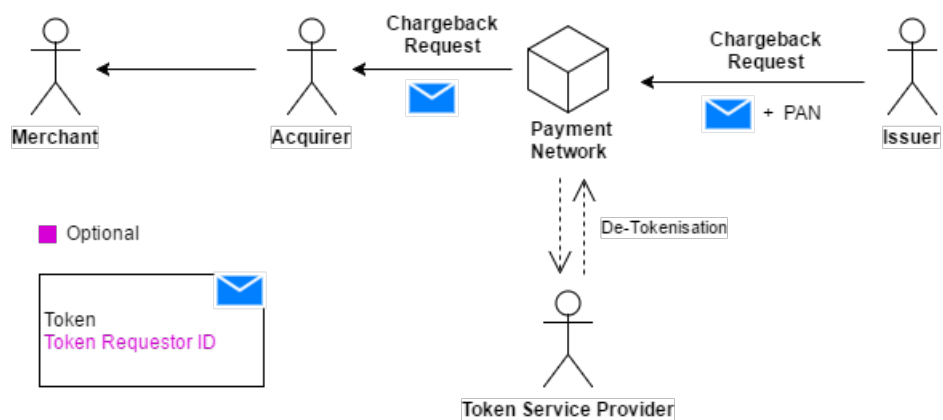 Chargeback
Request
Chargeback
Request
+ PAN
Merchant
Acquirer
Payment
Network
Issuer
De-Tokenisation
Optional
Token
Token Requestor ID
Token Service Provider